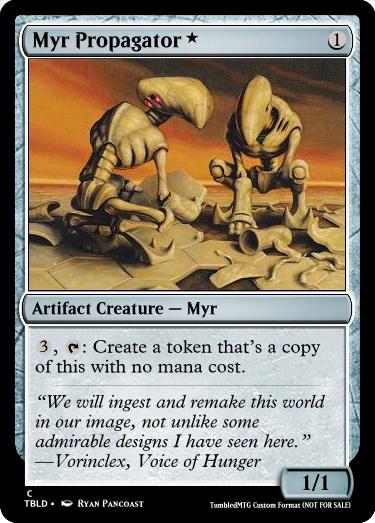 Myr Propagator ★ 1
Artifact Creature — Myr
3, T: Create a token that's a copy
of this with no mana cost.
“We will ingest and remake this world
in our image, not unlike some
admirable designs I have seen here.”
—Vorinclex, Voice of Hunger
1/1
C
TBLD • Ryan Pancoast
TumbledMTG Custom Format (NOT FOR SALE)